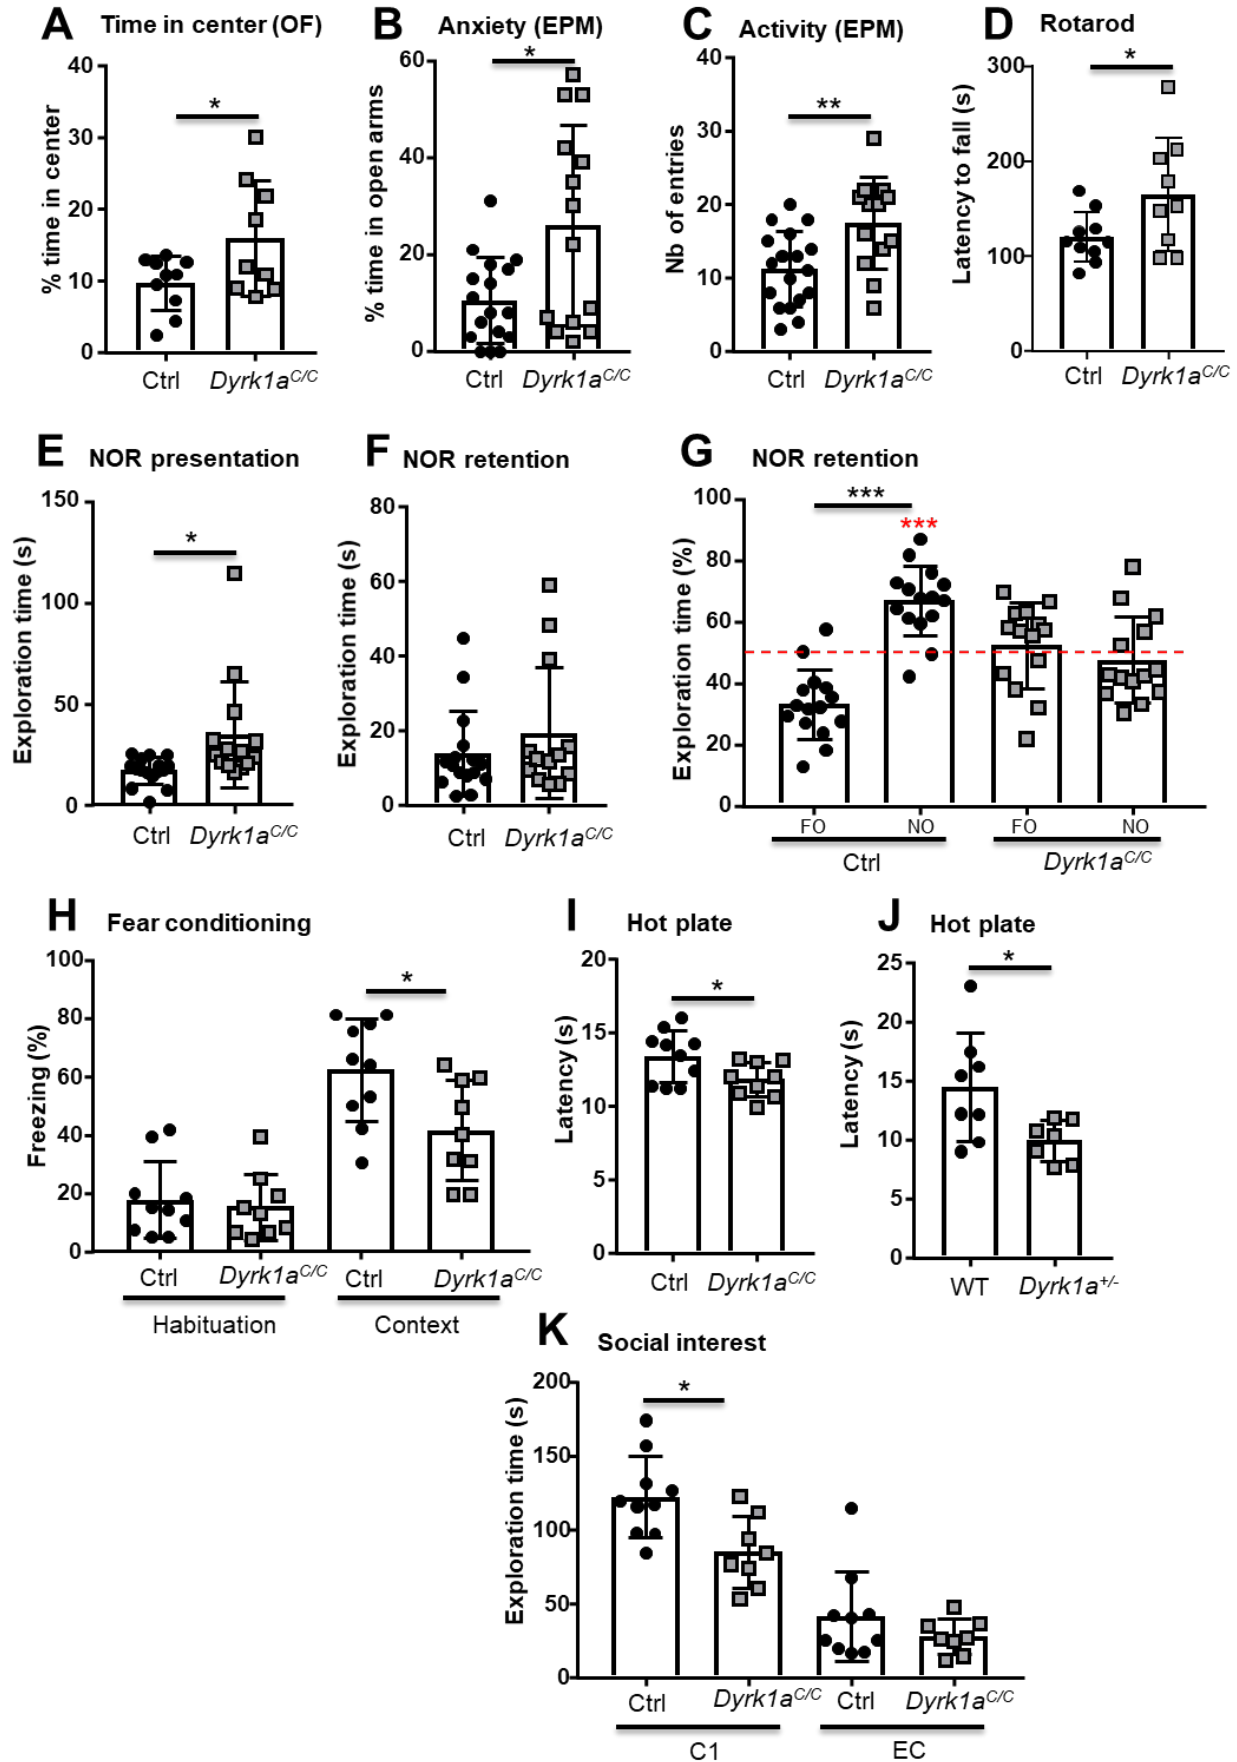 A Time in center (OF)
% time in center
40
30
20
10
0
*
Ctrl Dyrk1aC/C
B Anxiety (EPM)
% time in open arms
60
40
20
0
*
Ctrl Dyrk1aC/C
C Activity (EPM)
Nb of entries
40
30
20
10
0
**
Ctrl Dyrk1aC/C
D Rotarod
Latency to fall (s)
300
200
100
0
*
Ctrl Dyrk1aC/C
E NOR presentation
Exploration time (s)
150
100
50
0
*
Ctrl Dyrk1aC/C
F NOR retention
Exploration time (s)
80
60
40
20
0
Ctrl Dyrk1aC/C
G NOR retention
Exploration time (%)
100
80
60
40
20
0
***
***
FO NO FO NO
Ctrl Dyrk1aC/C
H Fear conditioning
Freezing (%)
100
80
60
40
20
0
*
Ctrl Dyrk1aC/C Ctrl Dyrk1aC/C
Habituation Context
I Hot plate
Latency (s)
20
15
10
5
0
*
Ctrl Dyrk1aC/C
J Hot plate
Latency (s)
25
20
15
10
5
0
*
WT Dyrk1a+/-
K Social interest
Exploration time (s)
200
150
100
50
0
*
Ctrl Dyrk1aC/C Ctrl Dyrk1aC/C
C1 EC